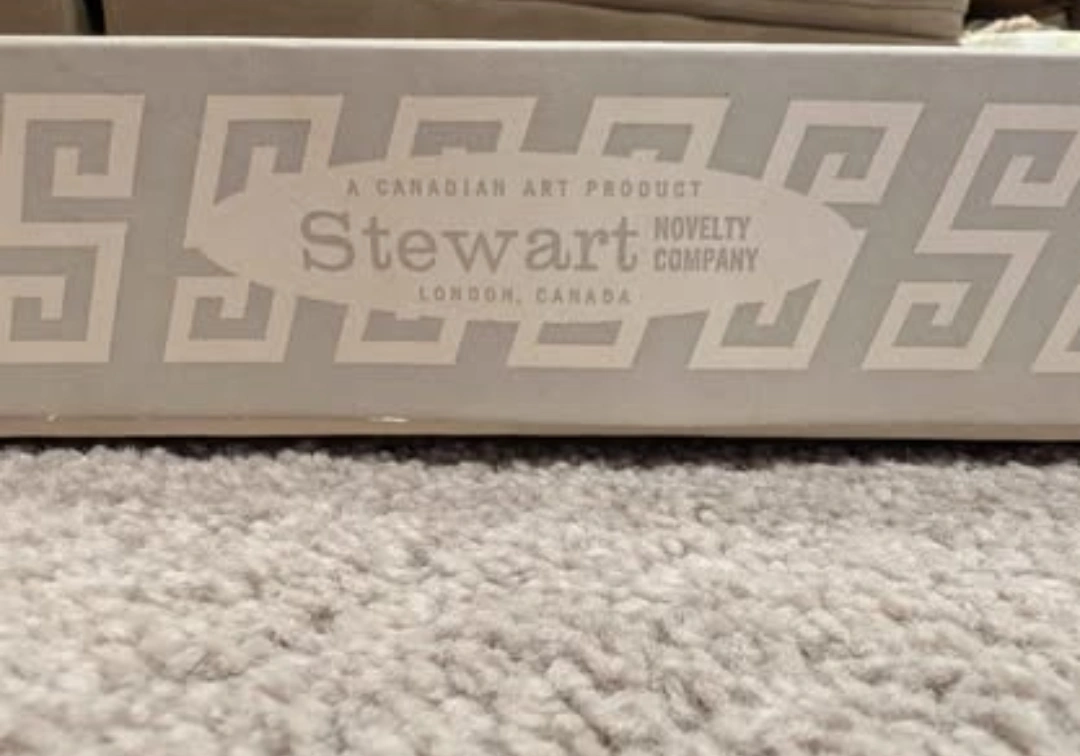 A CANADIAN ART PRODUCT
Stewart NOVELTY COMPANY
LONDON, CANADA